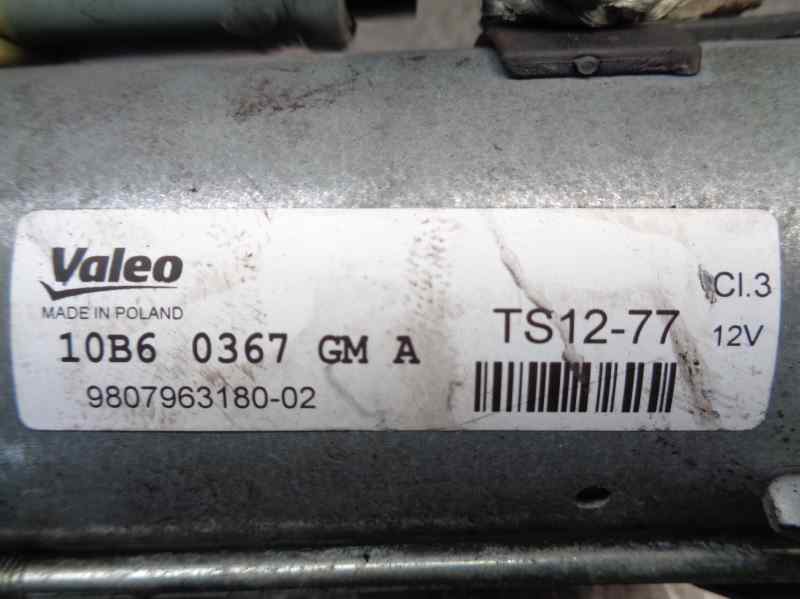 Valeo
MADE IN POLAND
10B6 0367 GM A
9807963180-02
TS12-77
Cl.3
12V